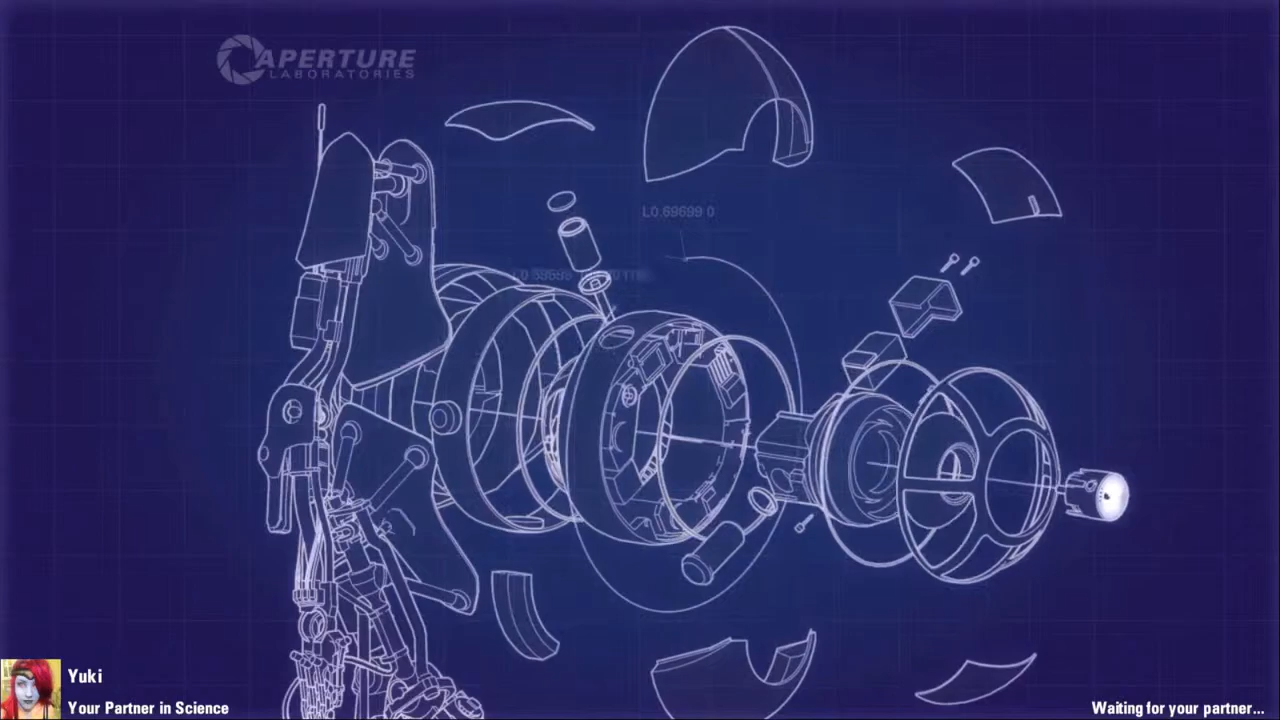 APERTURE
LABORATORIES
L0.69699 0
Yuki
Your Partner in Science
Waiting for your partner...